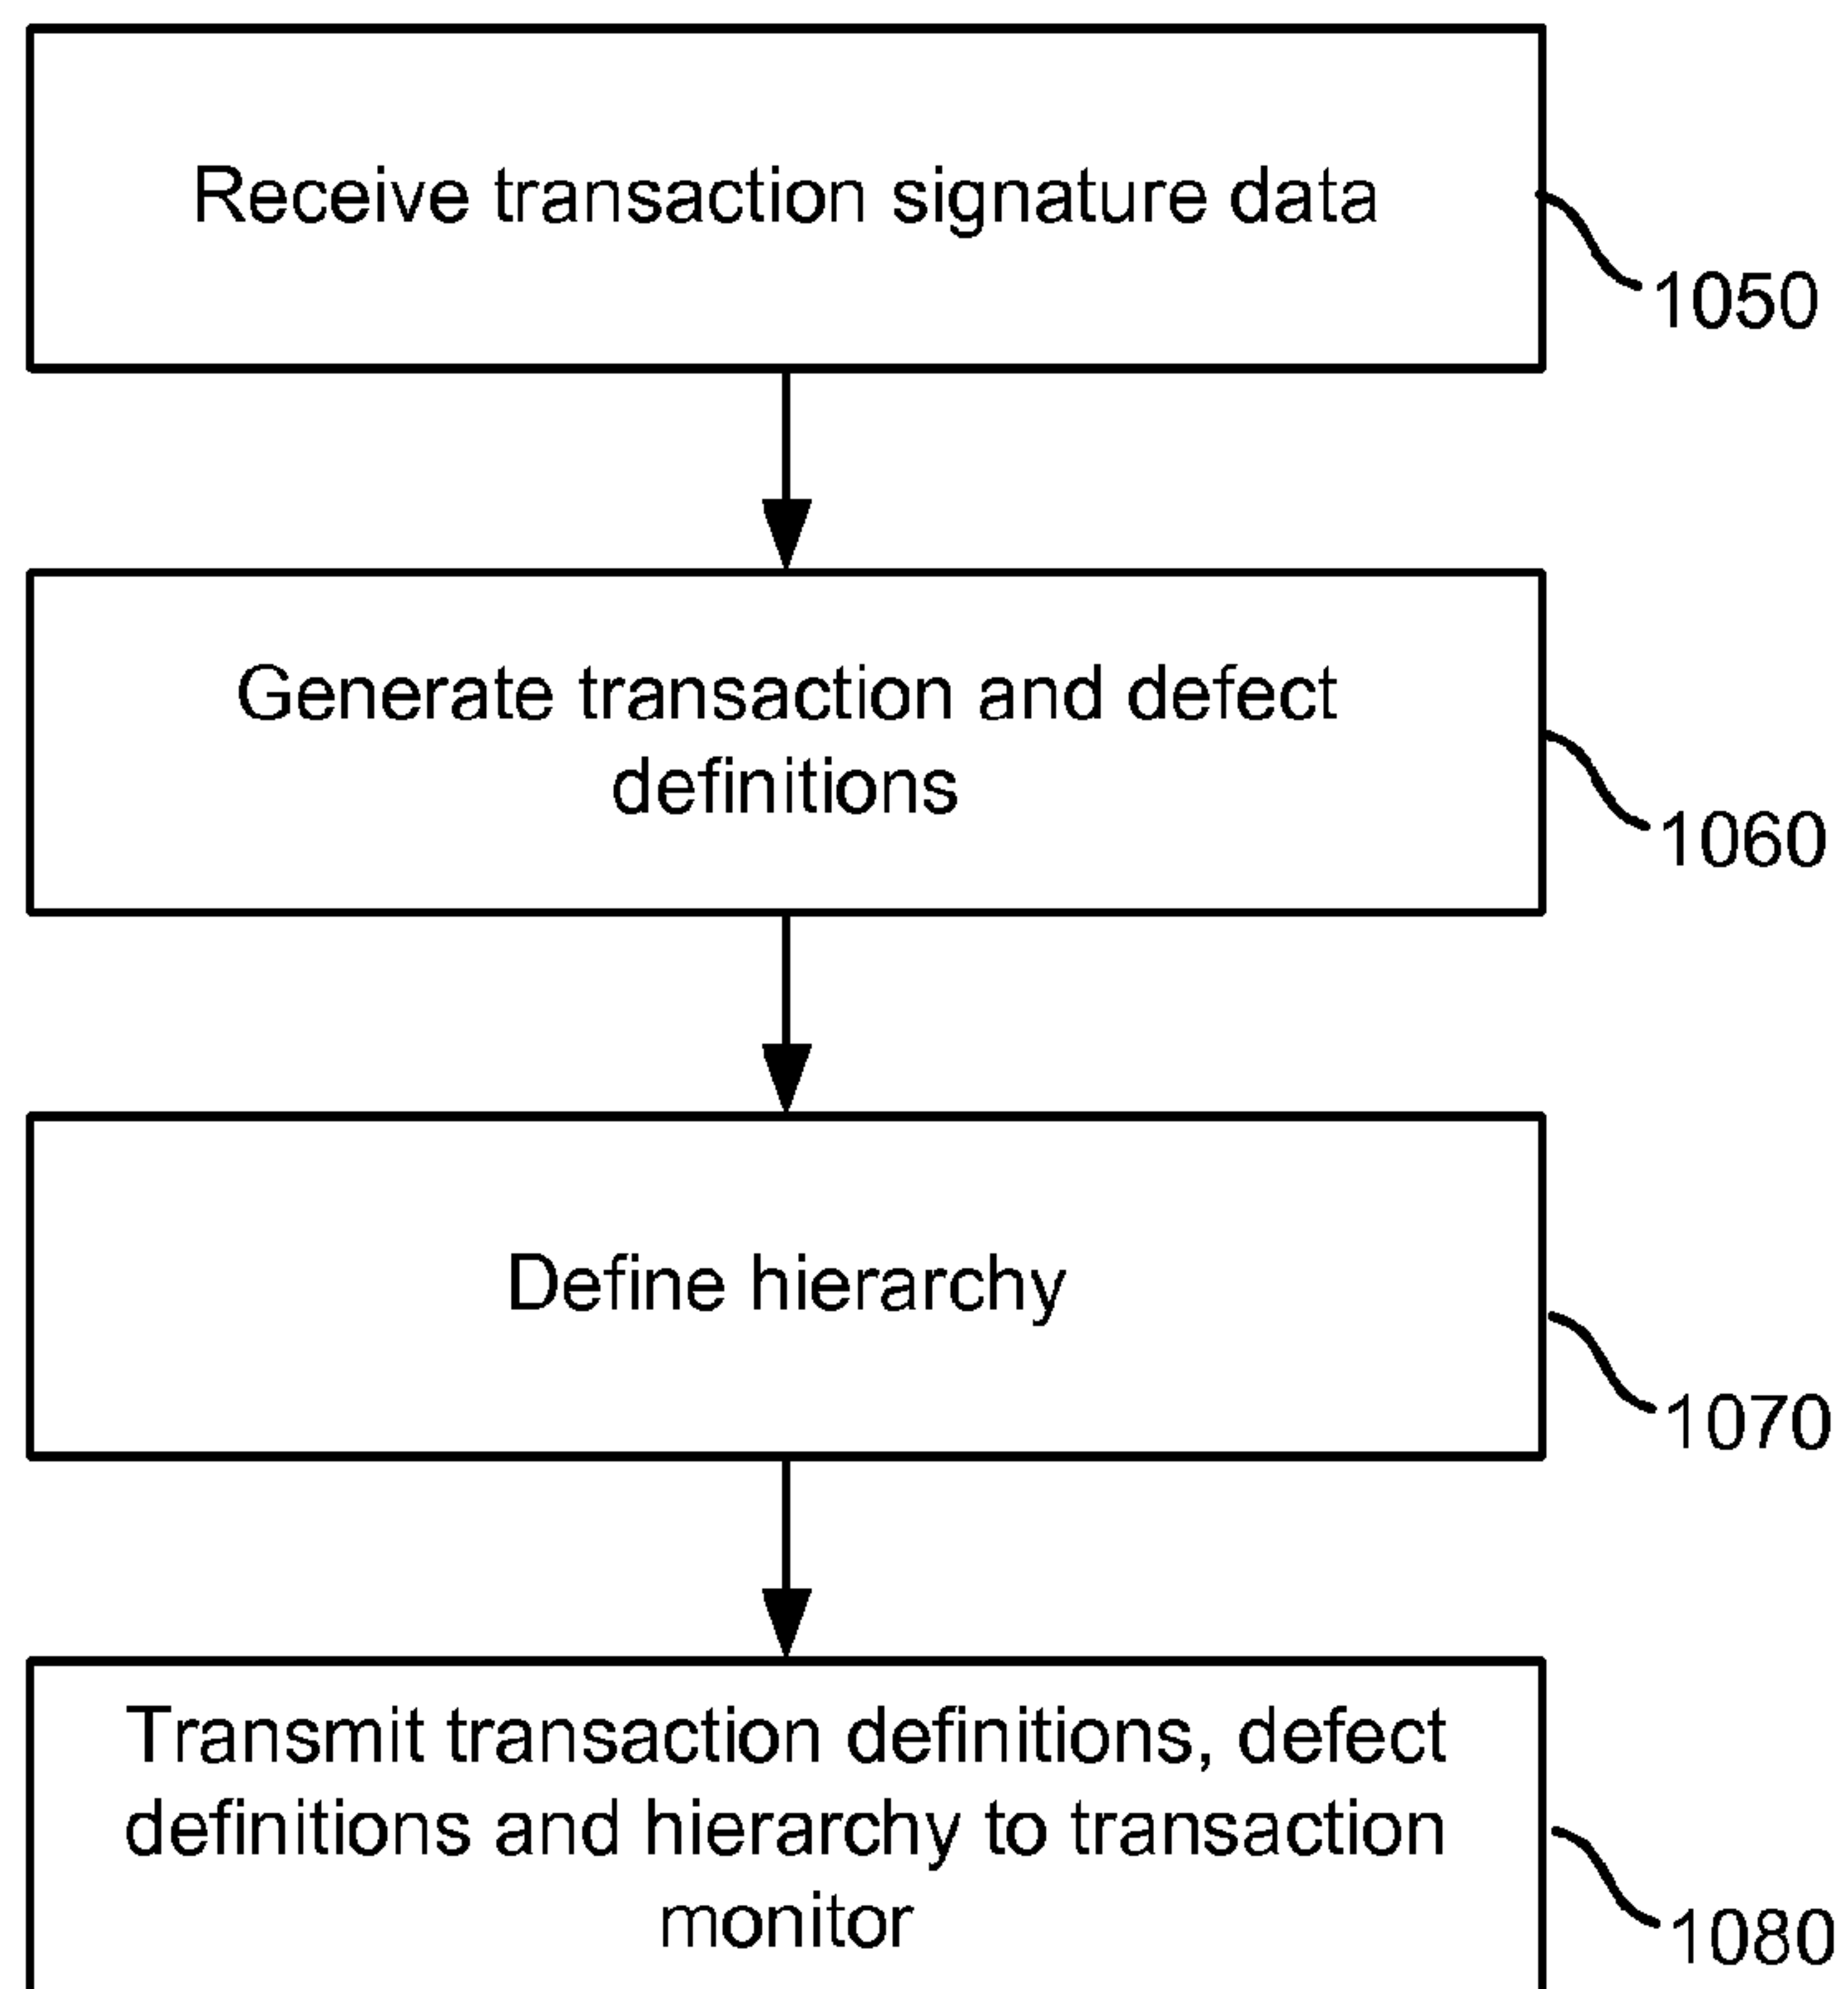 Receive transaction signature data
1050
Generate transaction and defect
definitions
1060
Define hierarchy
1070
Transmit transaction definitions, defect
definitions and hierarchy to transaction
monitor
1080